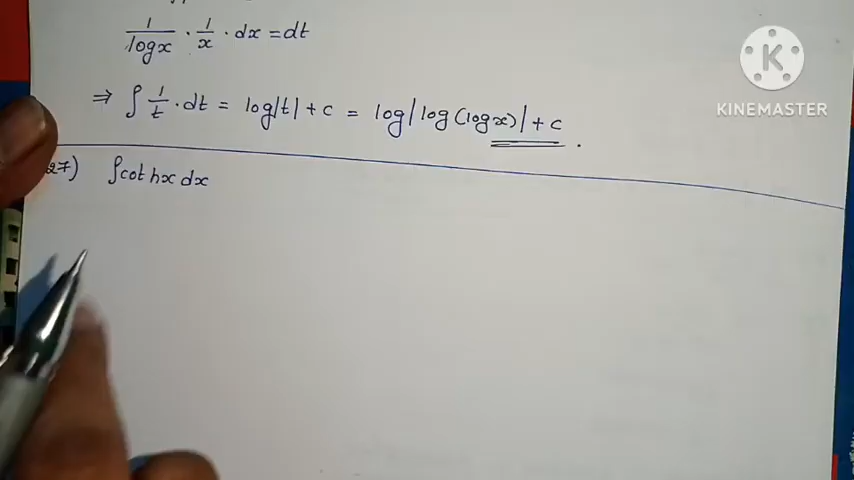 1/logx · 1/x · dx = dt
K
KINEMASTER
⇒ ∫ 1/t · dt = log|t| + c = log|log(logx)| + c .
27) ∫cot hx dx